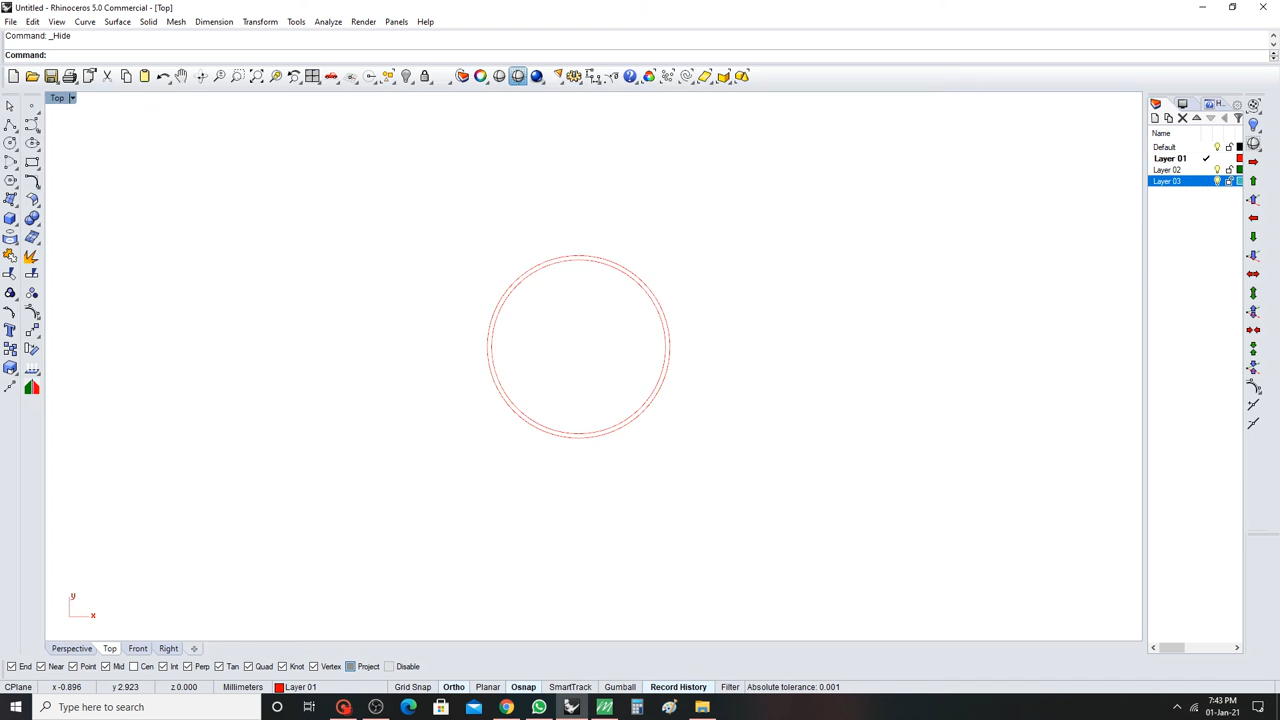 Untitled - Rhinoceros 5.0 Commercial - [Top]
File Edit View Curve Surface Solid Mesh Dimension Transform Tools Analyze Render Panels Help
Command: _Hide
Command:
Top
H...
Name
Default
Layer 01
Layer 02
Layer 03
y
x
Perspective Top Front Right
End Near Point Mid Cen Int Perp Tan Quad Knot Vertex Project Disable
CPlane x -0.896 y 2.923 z 0.000 Millimeters Layer 01 Grid Snap Ortho Planar Osnap SmartTrack Gumball Record History Filter Absolute tolerance: 0.001
Type here to search
7:43 PM
01-Jan-21